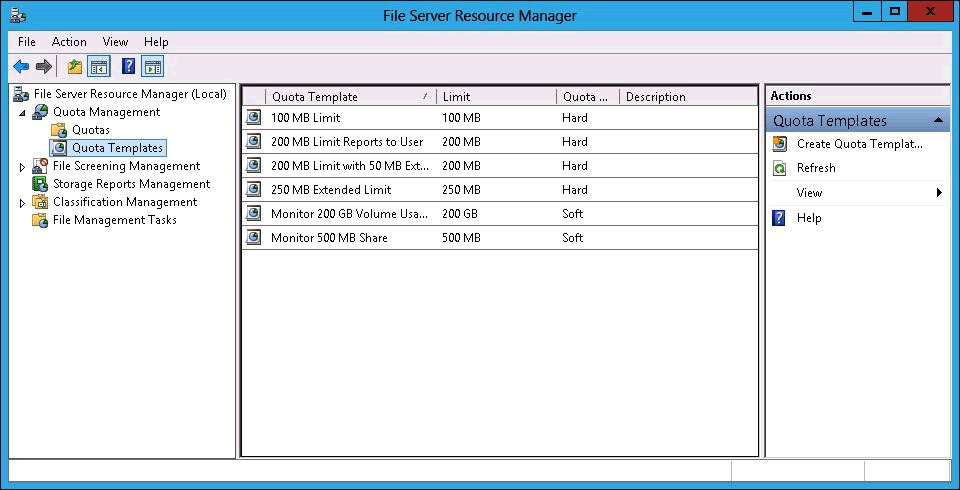 File Server Resource Manager
File Action View Help
File Server Resource Manager (Local)
Quota Management
Quotas
Quota Templates
File Screening Management
Storage Reports Management
Classification Management
File Management Tasks
Quota Template Limit Quota ... Description
100 MB Limit 100 MB Hard
200 MB Limit Reports to User 200 MB Hard
200 MB Limit with 50 MB Ext... 200 MB Hard
250 MB Extended Limit 250 MB Hard
Monitor 200 GB Volume Usa... 200 GB Soft
Monitor 500 MB Share 500 MB Soft
Actions
Quota Templates
Create Quota Templat...
Refresh
View
Help